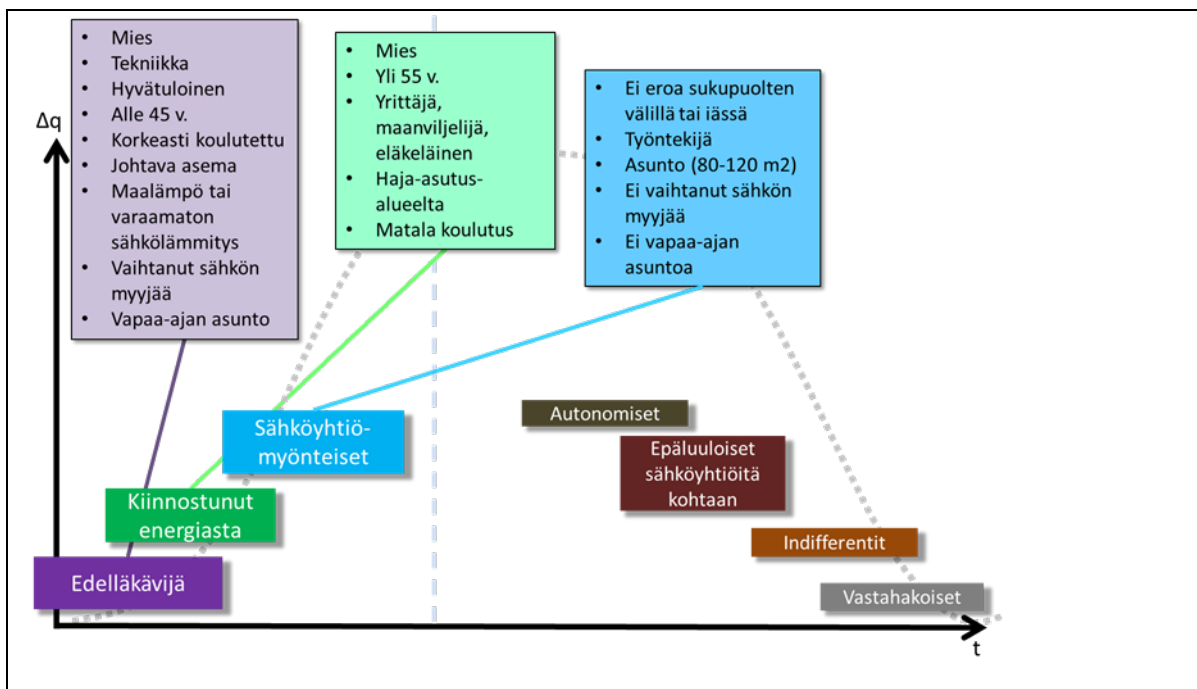 • Mies
• Tekniikka
• Hyvätuloinen
• Alle 45 v.
• Korkeasti koulutettu
• Johtava asema
• Maalämpö tai
varaamaton
sähkölämmitys
• Vaihtanut sähkön
myyjää
• Vapaa-ajan asunto
• Mies
• Yli 55 v.
• Yrittäjä,
maanviljelijä,
eläkeläinen
• Haja-asutus-
alueelta
• Matala koulutus
• Ei eroa sukupuolten
välillä tai iässä
• Työntekijä
• Asunto (80-120 m2)
• Ei vaihtanut sähkön
myyjää
• Ei vapaa-ajan
asuntoa
Δq
Sähköyhtiö-
myönteiset
Kiinnostunut
energiasta
Edelläkävijä
Autonomiset
Epäluuloiset
sähköyhtiöitä
kohtaan
Indifferentit
Vastahakoiset
t